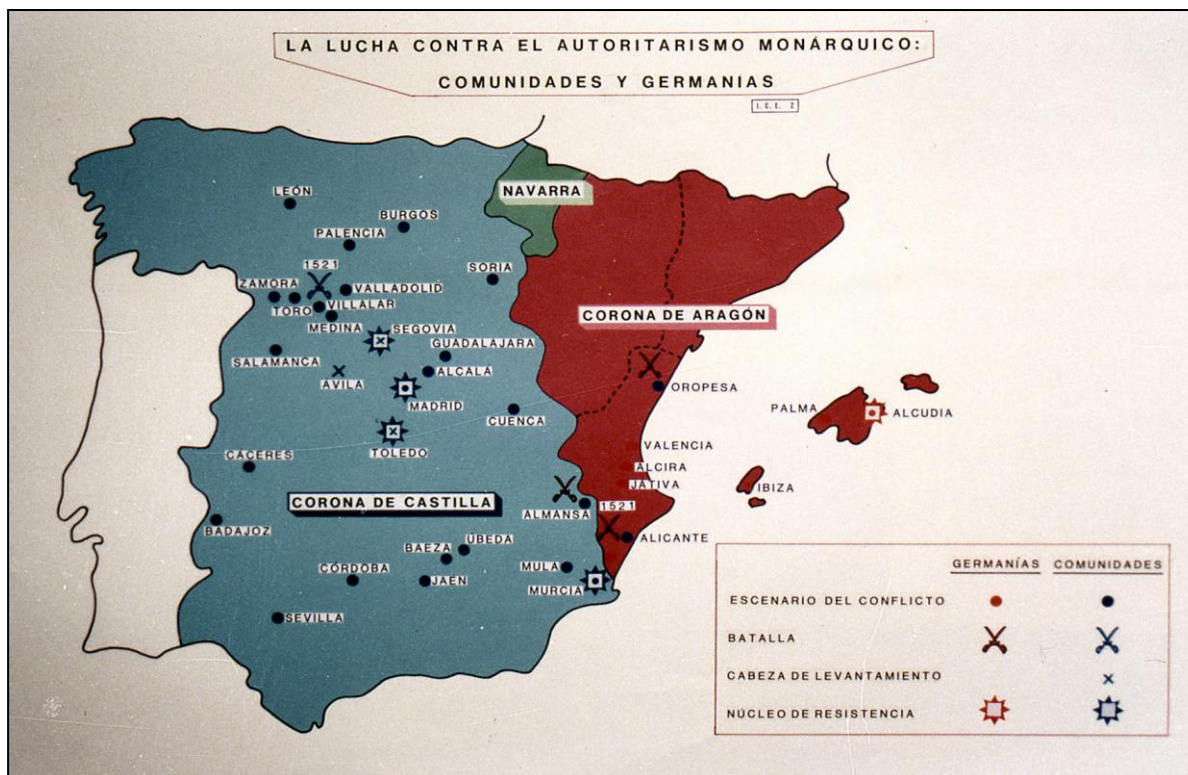 LA LUCHA CONTRA EL AUTORITARISMO MONÁRQUICO:
COMUNIDADES Y GERMANIAS
I.C.E. Z
NAVARRA
LEÓN
BURGOS
PALENCIA
1521
SORIA
ZAMORA
VALLADOLID
TORO
VILLALAR
CORONA DE ARAGÓN
MEDINA
SEGOVIA
GUADALAJARA
SALAMANCA
AVILA
ALCALÁ
OROPESA
MADRID
PALMA
ALCUDIA
CUENCA
TOLEDO
VALENCIA
CÁCERES
ALCIRA
JÁTIVA
IBIZA
CORONA DE CASTILLA
ALMANSA
1521
BADAJOZ
ALICANTE
UBEDA
BAEZA
CÓRDOBA
JAÉN
MULA
MURCIA
SEVILLA
GERMANÍAS
COMUNIDADES
ESCENARIO DEL CONFLICTO
BATALLA
CABEZA DE LEVANTAMIENTO
NÚCLEO DE RESISTENCIA